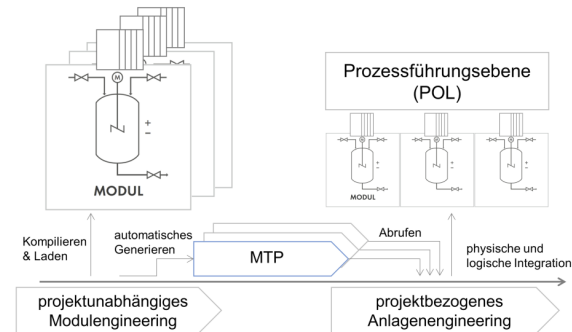 M
MODUL
Prozessführungsebene
(POL)
MODUL
Kompilieren
& Laden
automatisches
Generieren
MTP
Abrufen
physische und
logische Integration
projektunabhängiges
Modulengineering
projektbezogenes
Anlagenengineering